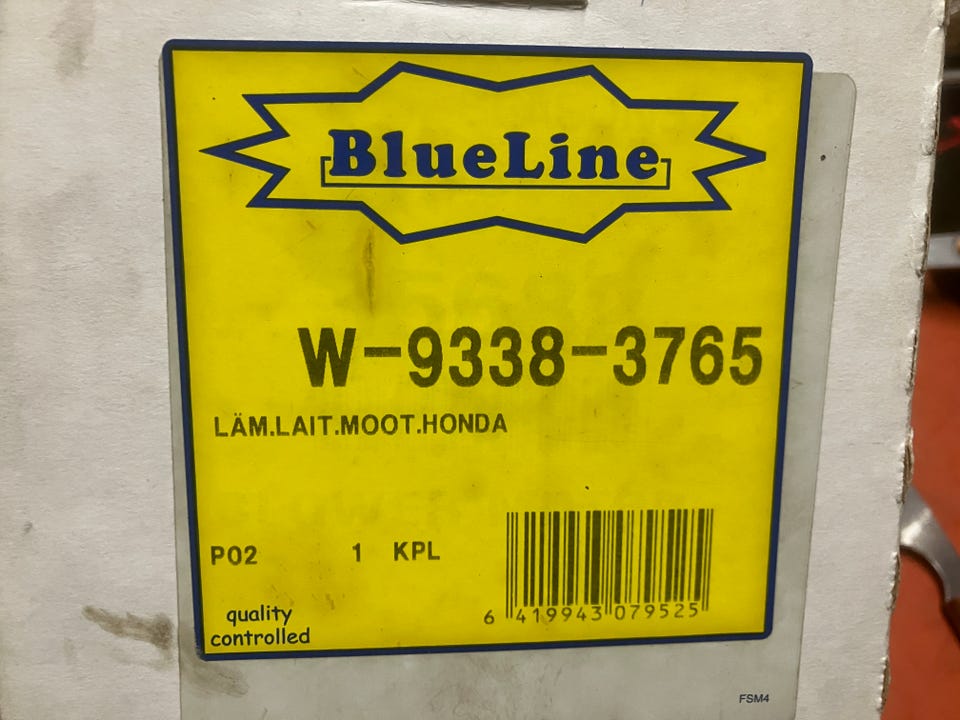 BlueLine
W-9338-3765
LÄM.LAIT.MOOT.HONDA
P02 1 KPL
6 419943 079525
quality
controlled
FSM4